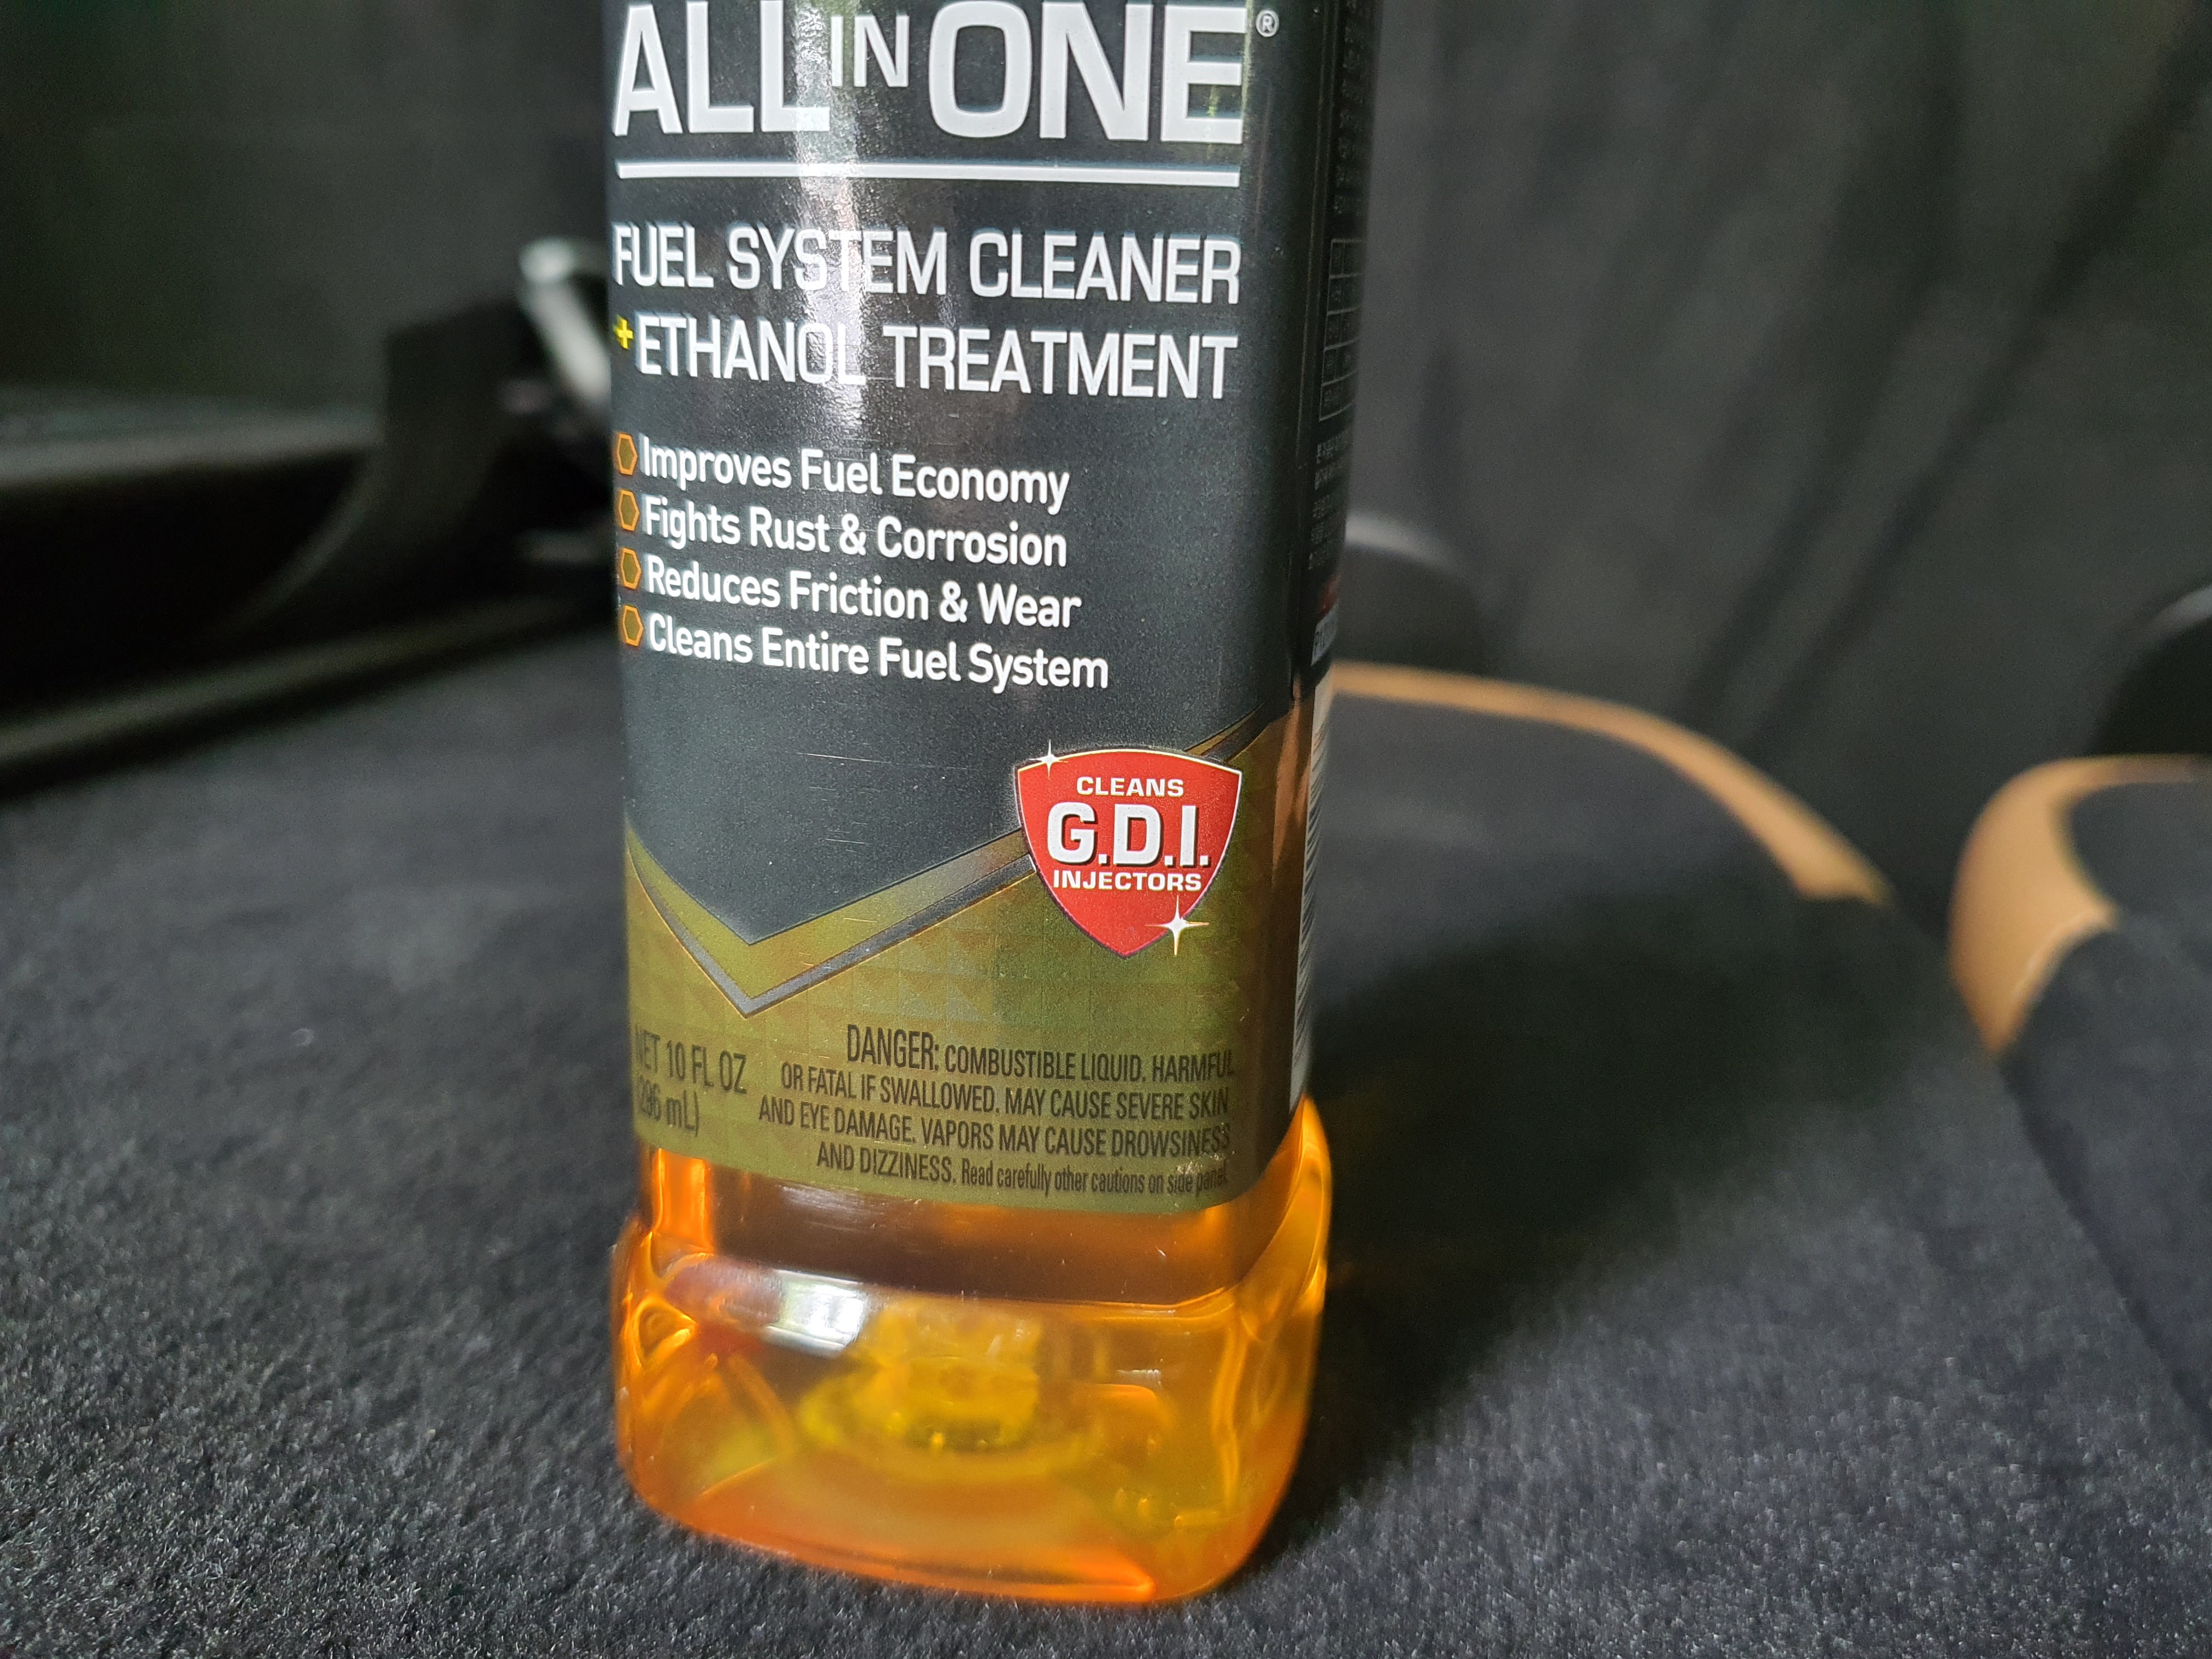 ALL IN ONE®
FUEL SYSTEM CLEANER
+ETHANOL TREATMENT
Improves Fuel Economy
Fights Rust & Corrosion
Reduces Friction & Wear
Cleans Entire Fuel System
CLEANS
G.D.I.
INJECTORS
NET 10 FL OZ
(296 mL)
DANGER: COMBUSTIBLE LIQUID. HARMFUL
OR FATAL IF SWALLOWED. MAY CAUSE SEVERE SKIN
AND EYE DAMAGE. VAPORS MAY CAUSE DROWSINESS
AND DIZZINESS. Read carefully other cautions on side panel.